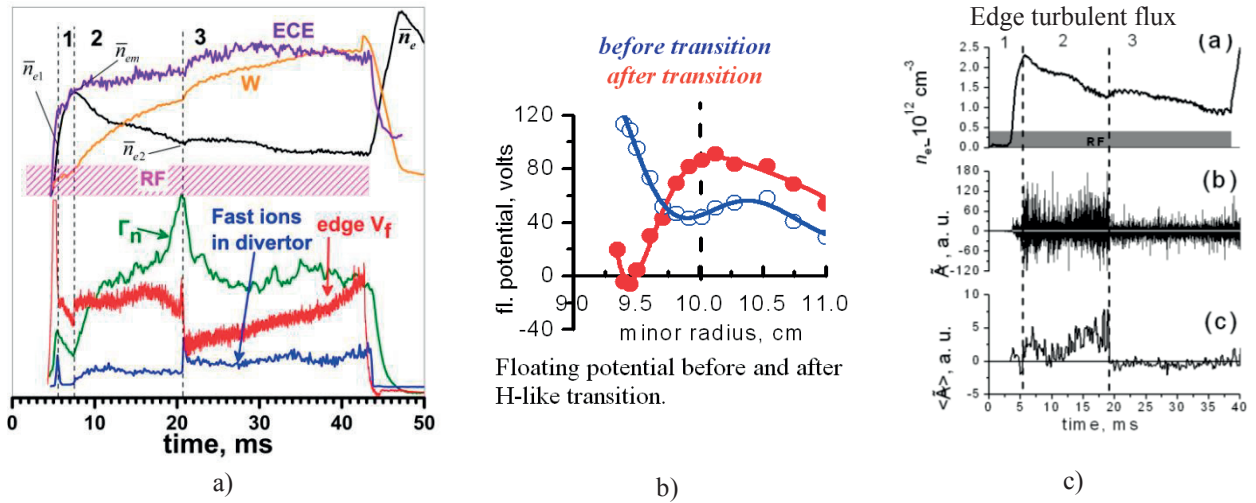 1 2 3 ECE
n̅e
n̅e1
n̅em
W
n̅e2
RF
Γn
Fast ions
in divertor
edge Vf
0 10 20 30 40 50
time, ms
a)
before transition
after transition
120
80
40
0
-40
9.0 9.5 10.0 10.5 11.0
fl. potential, volts
minor radius, cm
Floating potential before and after
H-like transition.
b)
Edge turbulent flux
1 2 3 (a)
2.5
2.0
1.5
1.0
0.5
0.0
RF
180
120
60
0
-60
-120
(b)
, a. u.
10
5
0
-5
(c)
, a. u.
0 5 10 15 20 25 30 35 40
time, ms
c)